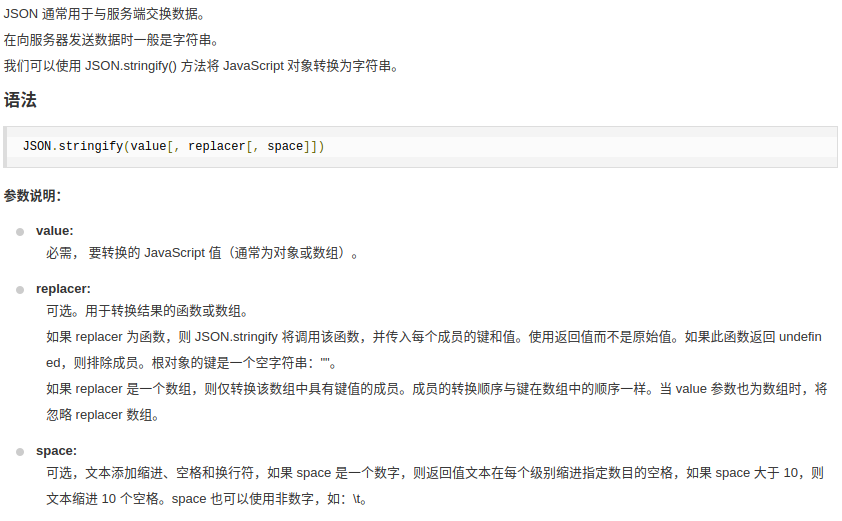 JSON 通常用于与服务端交换数据。
在向服务器发送数据时一般是字符串。
我们可以使用 JSON.stringify() 方法将 JavaScript 对象转换为字符串。
语法
JSON.stringify(value[, replacer[, space]])
参数说明：
value:
必需， 要转换的 JavaScript 值（通常为对象或数组）。
replacer:
可选。用于转换结果的函数或数组。
如果 replacer 为函数，则 JSON.stringify 将调用该函数，并传入每个成员的键和值。使用返回值而不是原始值。如果此函数返回 undefin
ed，则排除成员。根对象的键是一个空字符串：""。
如果 replacer 是一个数组，则仅转换该数组中具有键值的成员。成员的转换顺序与键在数组中的顺序一样。当 value 参数也为数组时，将
忽略 replacer 数组。
space:
可选，文本添加缩进、空格和换行符，如果 space 是一个数字，则返回值文本在每个级别缩进指定数目的空格，如果 space 大于 10，则
文本缩进 10 个空格。space 也可以使用非数字，如：\t。